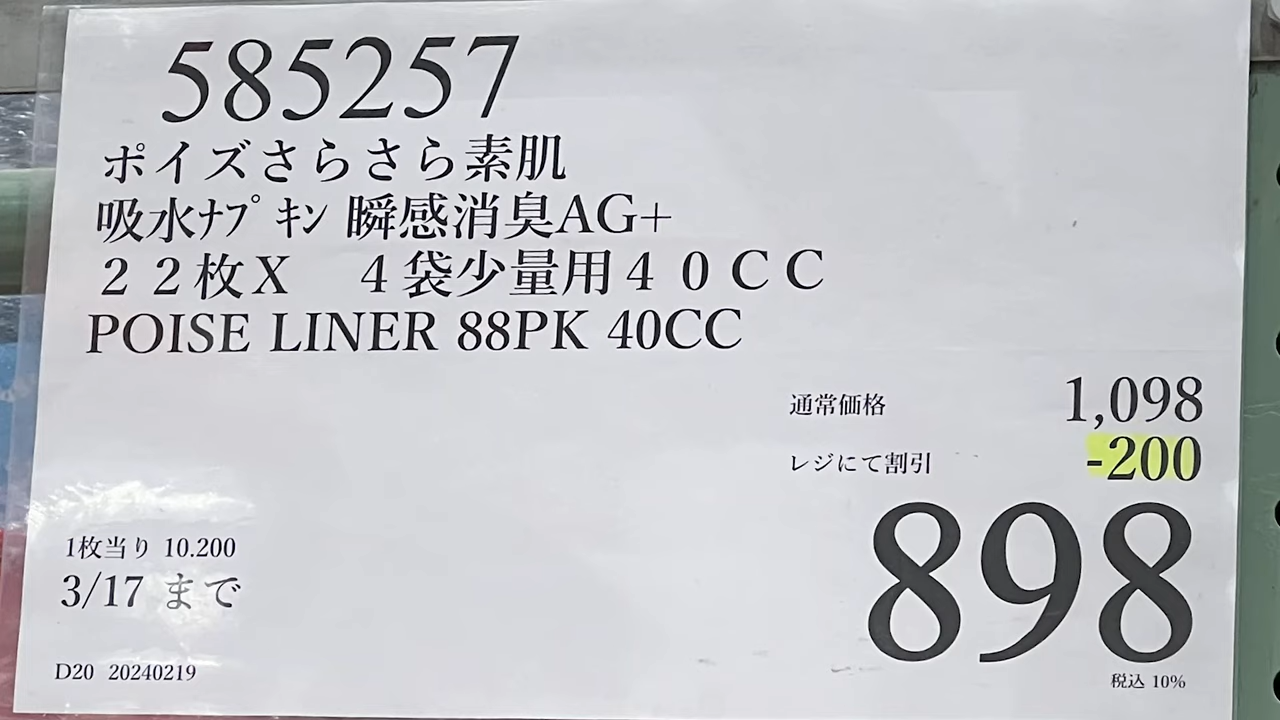 585257
ポイズさらさら素肌
吸水ﾅﾌﾟｷﾝ 瞬感消臭AG+
２２枚X　４袋少量用４０ＣＣ
POISE LINER 88PK 40CC
通常価格 1,098
レジにて割引 -200
898
1枚当り 10.200
3/17 まで
D20 20240219
税込 10%